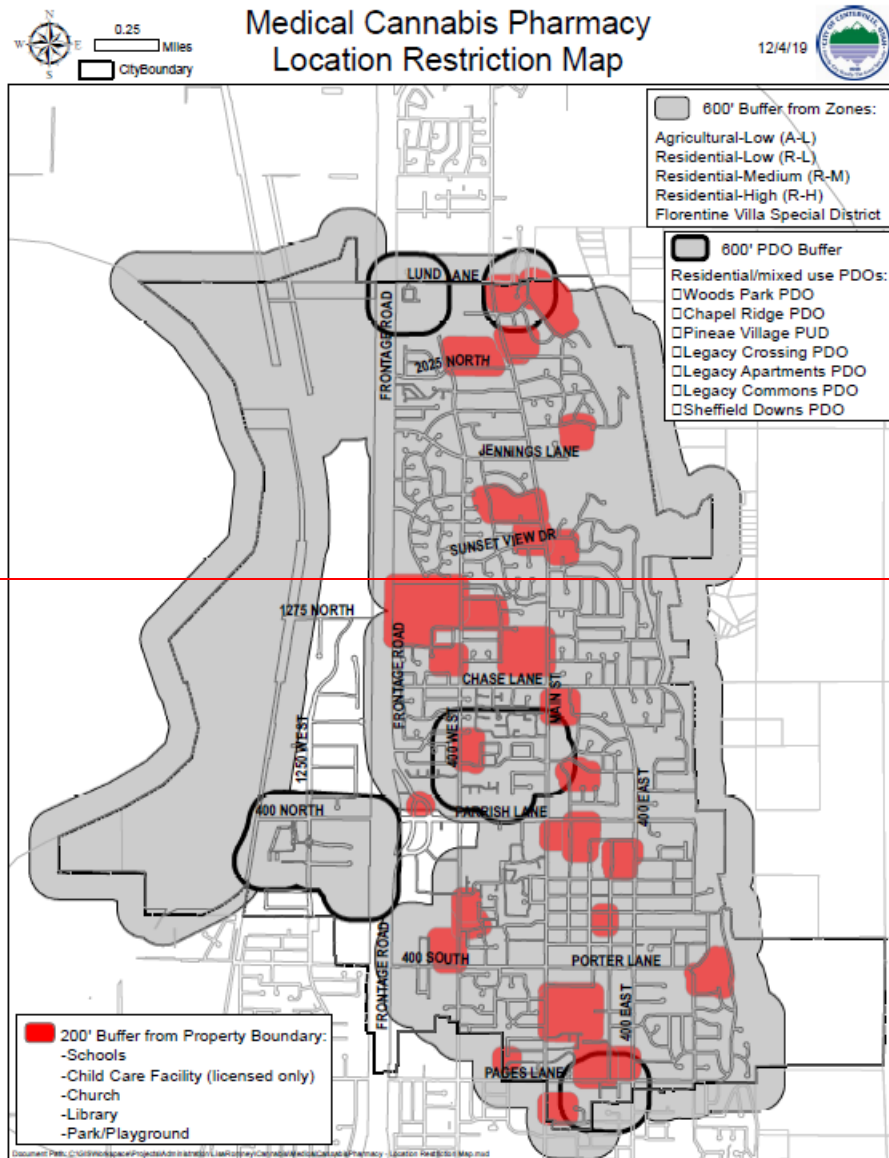 Medical Cannabis Pharmacy
Location Restriction Map
N
W
E
S
0.25
Miles
CityBoundary
12/4/19
600' Buffer from Zones:
Agricultural-Low (A-L)
Residential-Low (R-L)
Residential-Medium (R-M)
Residential-High (R-H)
Florentine Villa Special District
600' PDO Buffer
Residential/mixed use PDOs:
□Woods Park PDO
□Chapel Ridge PDO
□Pineae Village PUD
□Legacy Crossing PDO
□Legacy Apartments PDO
□Legacy Commons PDO
□Sheffield Downs PDO
LUND LANE
FRONTAGE ROAD
2025 NORTH
JENNINGS LANE
SUNSET VIEW DR
1275 NORTH
FRONTAGE ROAD
CHASE LANE
MAIN ST
1250 WEST
400 WEST
400 NORTH
PARRISH LANE
400 EAST
FRONTAGE ROAD
400 SOUTH
PORTER LANE
400 EAST
PAGES LANE
200' Buffer from Property Boundary:
-Schools
-Child Care Facility (licensed only)
-Church
-Library
-Park/Playground